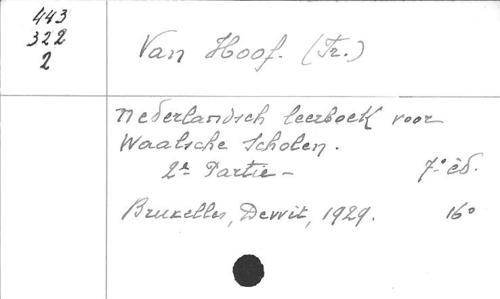 443
322
2
Van Hoof. (Fr.)
Nederlandsch leerboek voor
Waalsche Scholen.
2e Partie - 7e éd.
Bruxelles, Dewit, 1929. 16°